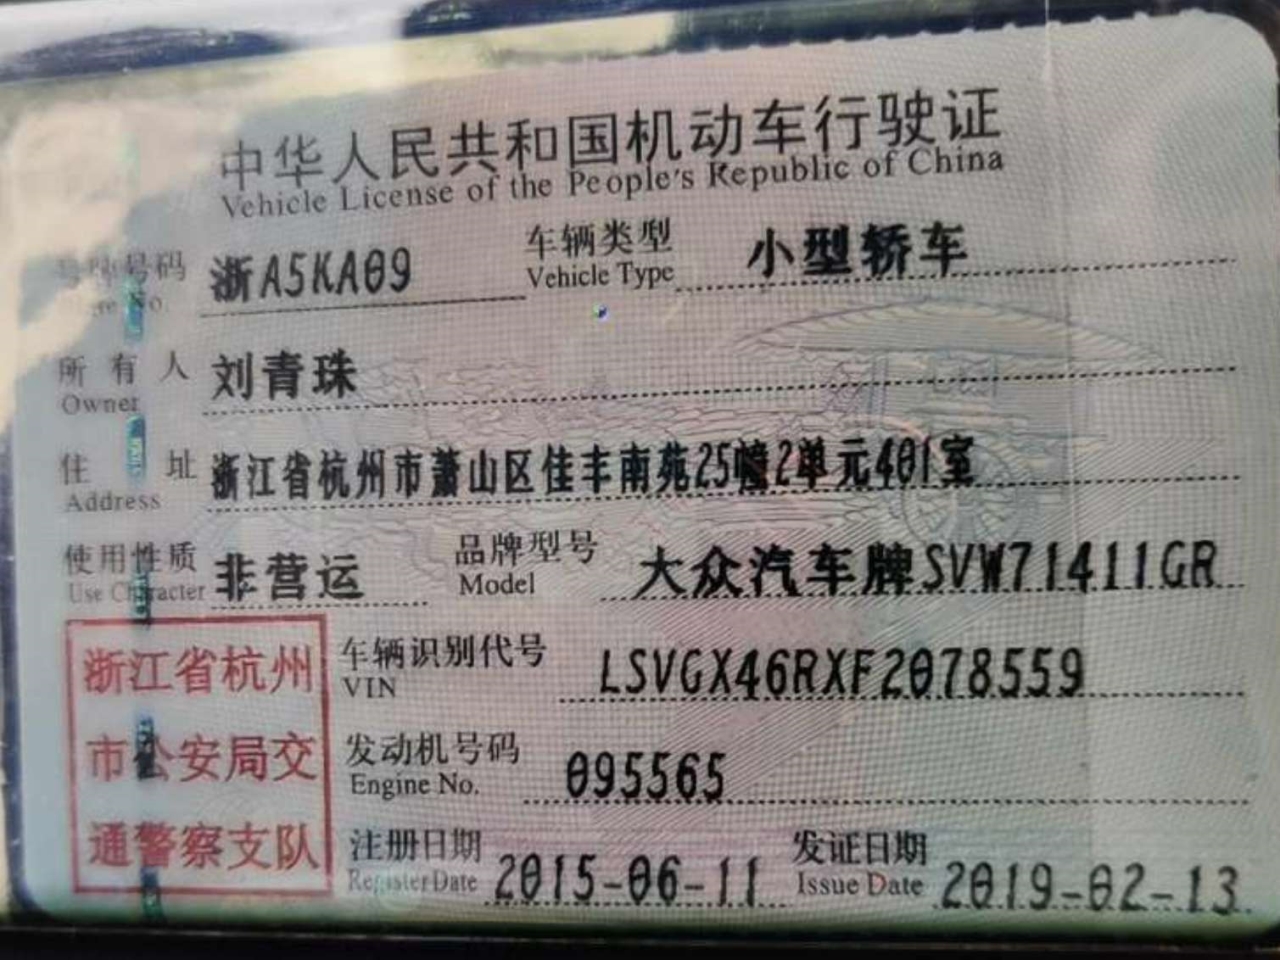 中华人民共和国机动车行驶证
Vehicle License of the People's Republic of China
号牌号码 浙A5KA09 车辆类型 小型轿车
Plate No. Vehicle Type
所有人 刘青珠
Owner
住址 浙江省杭州市萧山区佳丰南苑25幢2单元401室
Address
使用性质 非营运 品牌型号 大众汽车牌SVW71411GR
Use Character Model
浙江省杭州
市公安局交
通警察支队
车辆识别代号 LSVGX46RXF2078559
VIN
发动机号码 095565
Engine No.
注册日期 2015-06-11 发证日期 2019-02-13
Register Date Issue Date